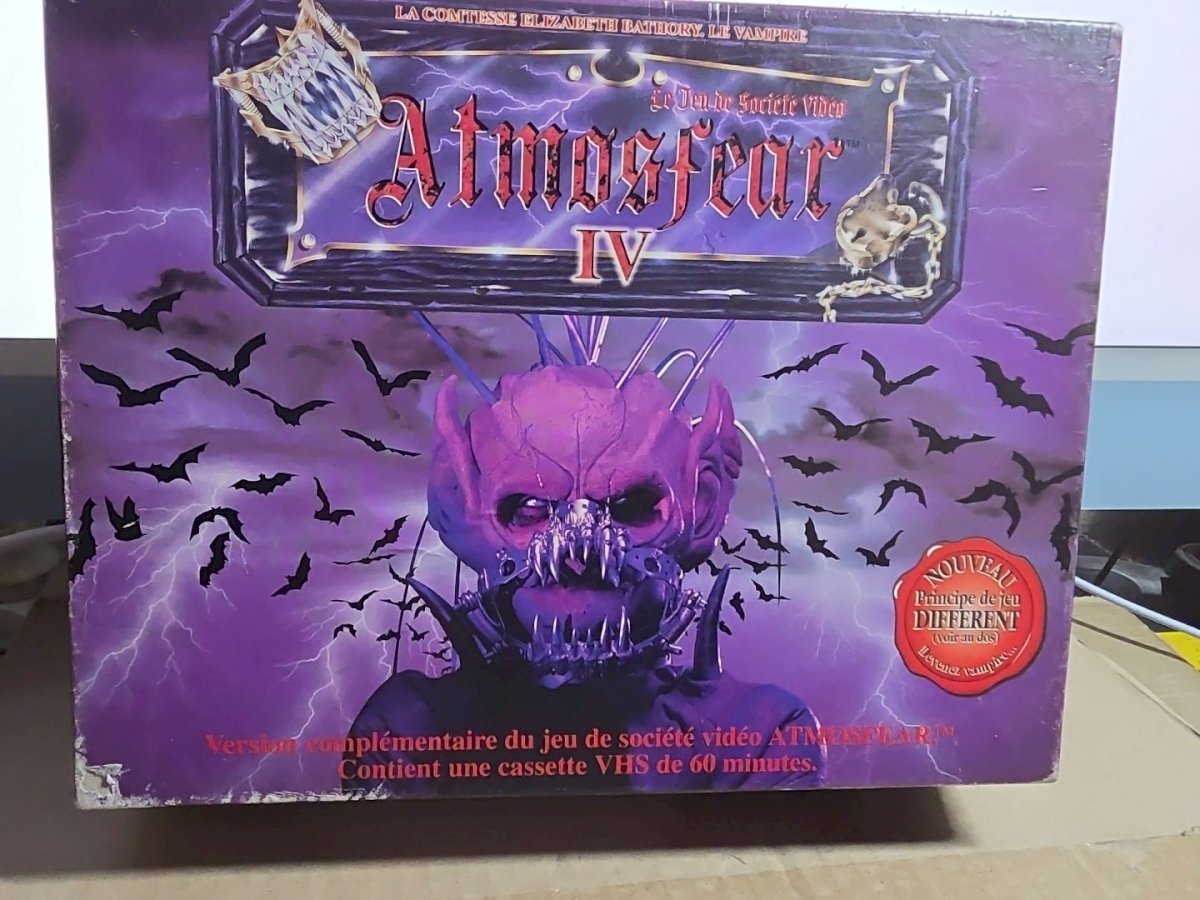 LA COMTESSE ELIZABETH BATHORY. LE VAMPIRE
Le Jeu de Société Vidéo
Atmosfear™
IV
NOUVEAU
Principe de jeu
DIFFERENT
(voir au dos)
Devenez vampire...
Version complémentaire du jeu de société vidéo ATMOSFEAR™
Contient une cassette VHS de 60 minutes.